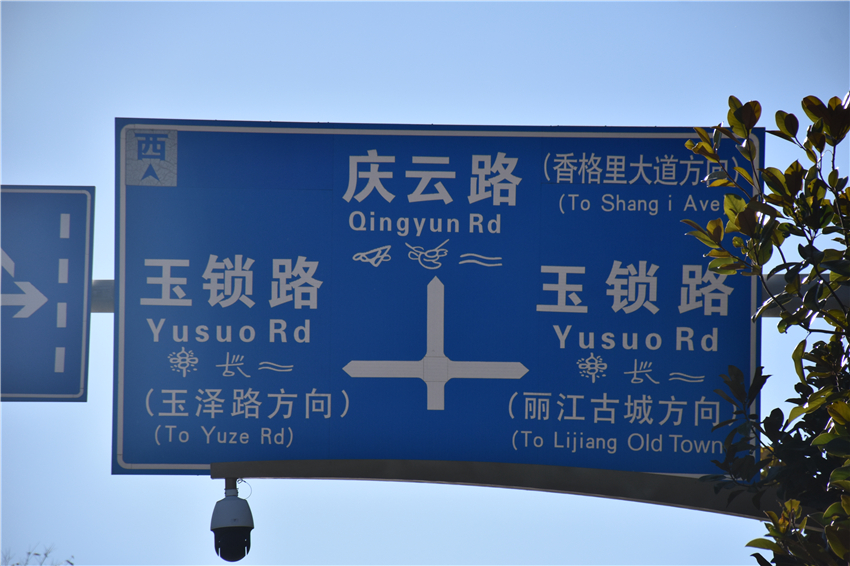 西
庆云路
(香格里大道方向)
Qingyun Rd
(To Shang i Ave
玉锁路
玉锁路
Yusuo Rd
Yusuo Rd
(玉泽路方向)
(丽江古城方向)
(To Yuze Rd)
(To Lijiang Old Town